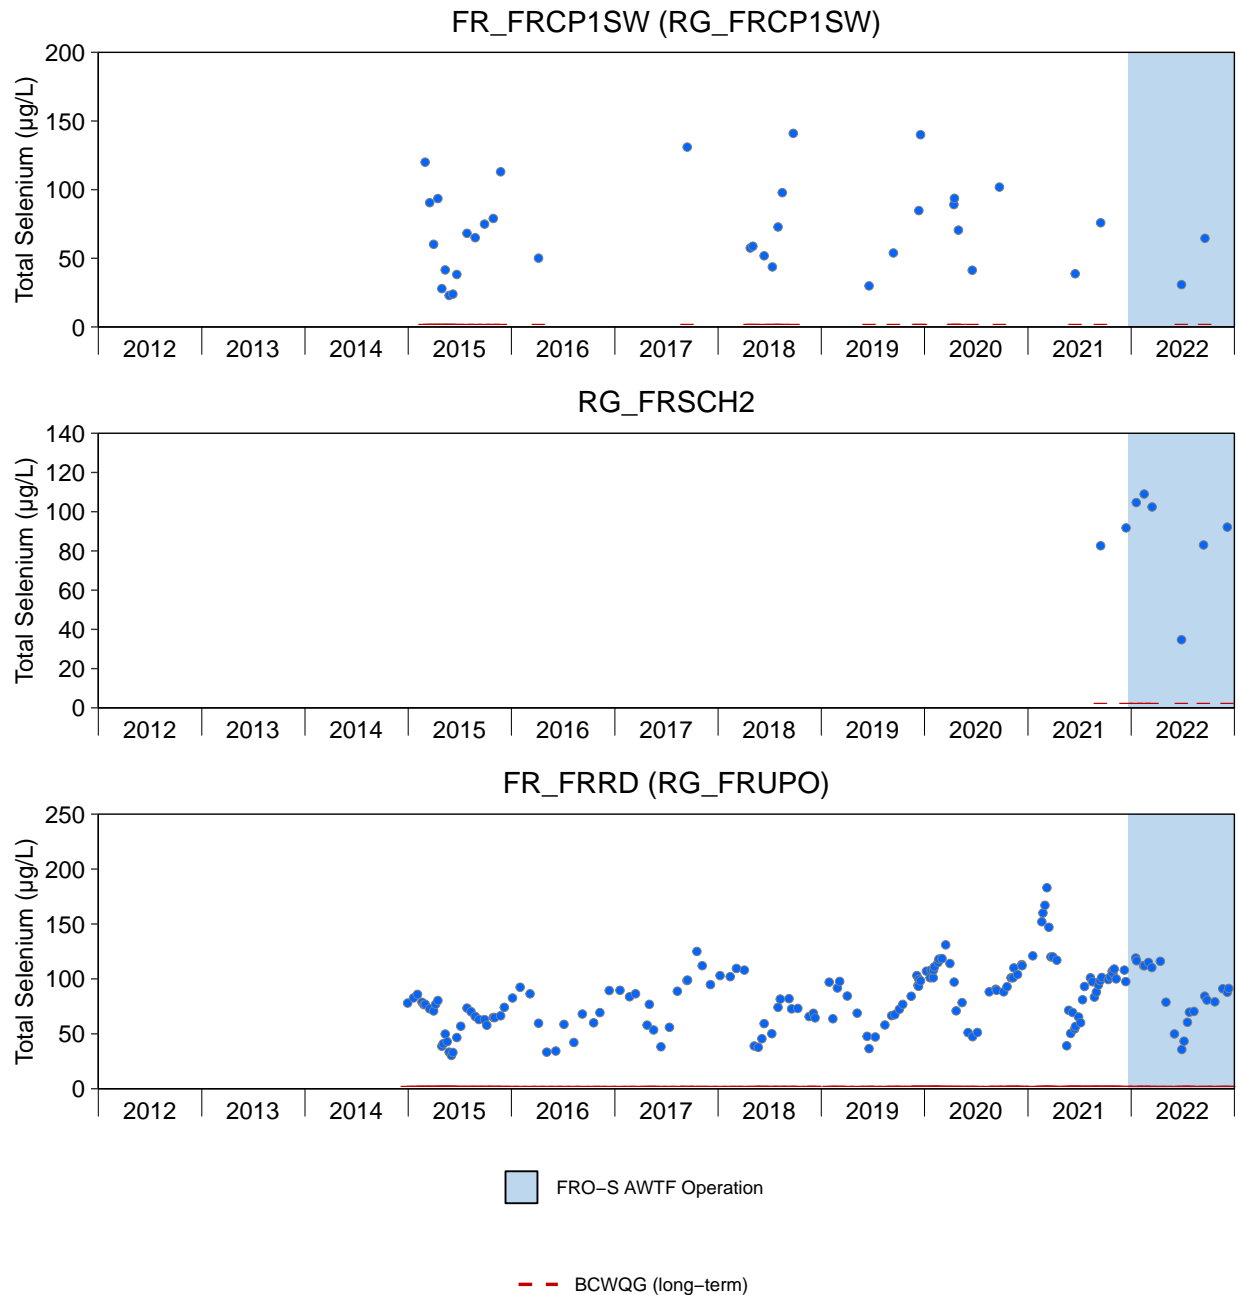 FR_FRCP1SW (RG_FRCP1SW)
Total Selenium (µg/L)
200
150
100
50
0
2012 2013 2014 2015 2016 2017 2018 2019 2020 2021 2022
RG_FRSCH2
Total Selenium (µg/L)
140
120
100
80
60
40
20
0
2012 2013 2014 2015 2016 2017 2018 2019 2020 2021 2022
FR_FRRD (RG_FRUPO)
Total Selenium (µg/L)
250
200
150
100
50
0
2012 2013 2014 2015 2016 2017 2018 2019 2020 2021 2022
FRO−S AWTF Operation
BCWQG (long−term)